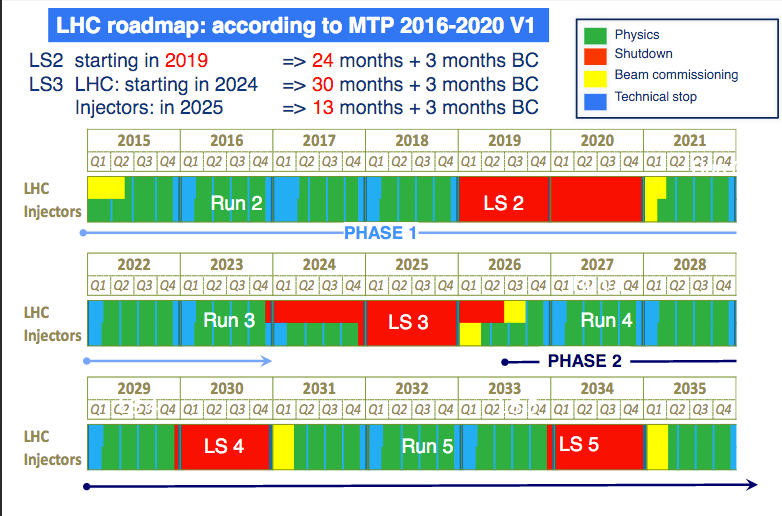 LHC roadmap: according to MTP 2016-2020 V1
LS2 starting in 2019 => 24 months + 3 months BC
LS3 LHC: starting in 2024 => 30 months + 3 months BC
Injectors: in 2025 => 13 months + 3 months BC
Physics
Shutdown
Beam commissioning
Technical stop
2015 2016 2017 2018 2019 2020 2021
Q1 Q2 Q3 Q4 Q1 Q2 Q3 Q4 Q1 Q2 Q3 Q4 Q1 Q2 Q3 Q4 Q1 Q2 Q3 Q4 Q1 Q2 Q3 Q4 Q1 Q2 Q3 Q4
LHC
Injectors
Run 2 LS 2
PHASE 1
2022 2023 2024 2025 2026 2027 2028
Q1 Q2 Q3 Q4 Q1 Q2 Q3 Q4 Q1 Q2 Q3 Q4 Q1 Q2 Q3 Q4 Q1 Q2 Q3 Q4 Q1 Q2 Q3 Q4 Q1 Q2 Q3 Q4
LHC
Injectors
Run 3 LS 3 Run 4
PHASE 2
2029 2030 2031 2032 2033 2034 2035
Q1 Q2 Q3 Q4 Q1 Q2 Q3 Q4 Q1 Q2 Q3 Q4 Q1 Q2 Q3 Q4 Q1 Q2 Q3 Q4 Q1 Q2 Q3 Q4 Q1 Q2 Q3 Q4
LHC
Injectors
LS 4 Run 5 LS 5